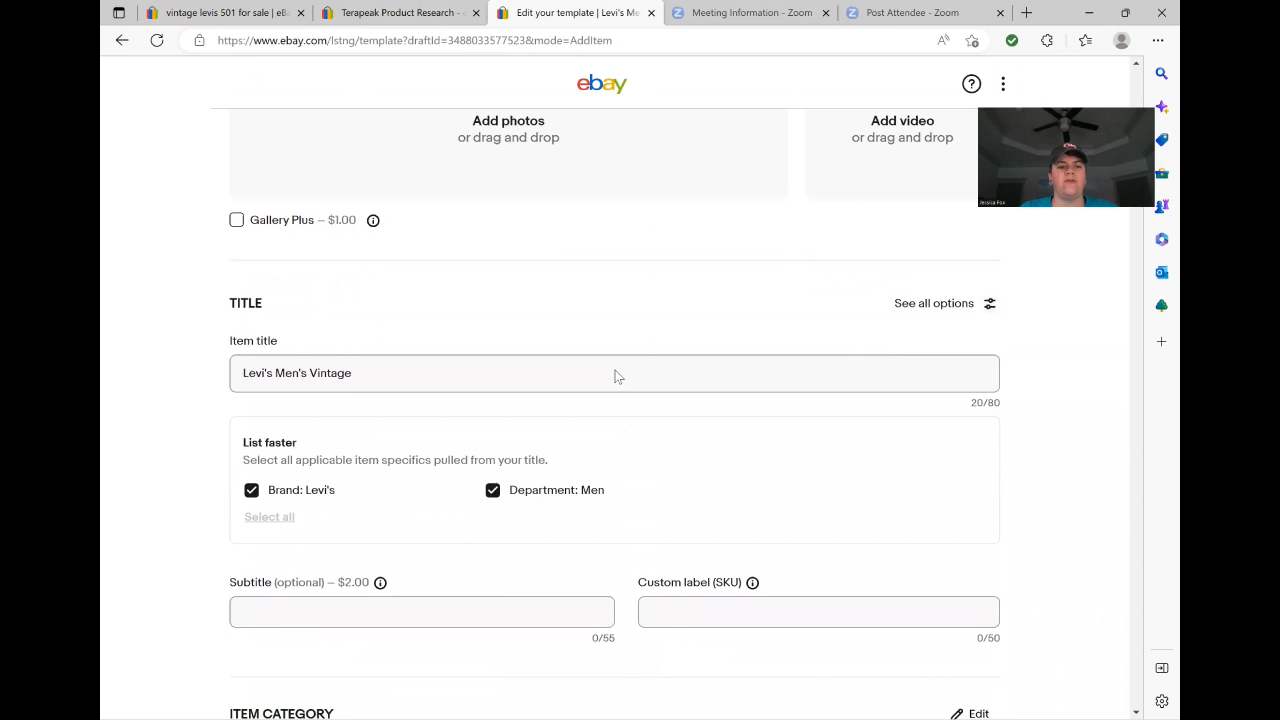 vintage levis 501 for sale | eBa
Terapeak Product Research -
Edit your template | Levi's Me
Meeting Information - Zoom
Post Attendee - Zoom
https://www.ebay.com/lstng/template?draftId=3488033577523&mode=AddItem
ebay
Add photos
or drag and drop
Add video
or drag and drop
Jessica Fox
Gallery Plus – $1.00
TITLE
See all options
Item title
Levi's Men's Vintage
20/80
List faster
Select all applicable item specifics pulled from your title.
Brand: Levi's
Department: Men
Select all
Subtitle (optional) – $2.00
Custom label (SKU)
0/55
0/50
ITEM CATEGORY
Edit